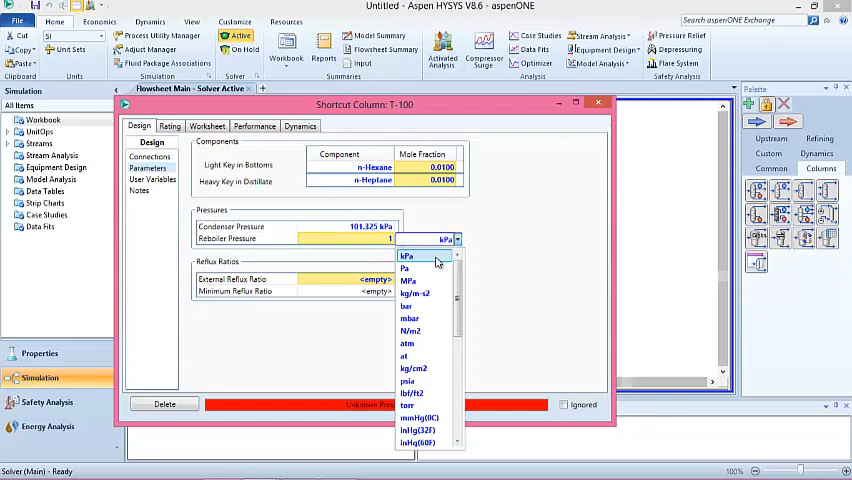 Untitled - Aspen HYSYS V8.6 - aspenONE
File Home Economics Dynamics View Customize Resources
Search aspenONE Exchange
Cut SI Process Utility Manager Active Model Summary Case Studies Stream Analysis Pressure Relief
Copy Unit Sets Adjust Manager On Hold Flowsheet Summary Data Fits Equipment Design Depressuring
Paste Fluid Package Associations Workbook Reports Input Activated Analysis Compressor Surge Optimizer Model Analysis Flare System
Clipboard Units Simulation Solver Summaries Analysis Safety Analysis
Simulation
All Items
Workbook
UnitOps
Streams
Stream Analysis
Equipment Design
Model Analysis
Data Tables
Strip Charts
Case Studies
Data Fits
Properties
Simulation
Safety Analysis
Energy Analysis
Solver (Main) - Ready
Flowsheet Main - Solver Active
Shortcut Column: T-100
Design Rating Worksheet Performance Dynamics
Design
Connections
Parameters
User Variables
Notes
Components
Component Mole Fraction
Light Key in Bottoms n-Hexane 0.0100
Heavy Key in Distillate n-Heptane 0.0100
Pressures
Condenser Pressure 101.325 kPa
Reboiler Pressure 1 kPa
Reflux Ratios
External Reflux Ratio <empty>
Minimum Reflux Ratio <empty>
kPa
Pa
MPa
kg/m-s2
bar
mbar
N/m2
atm
at
kg/cm2
psia
lbf/ft2
torr
mmHg(0C)
inHg(32F)
inHg(60F)
Delete Ignored
Palette
Upstream Refining
Custom Dynamics
Common Columns
100%